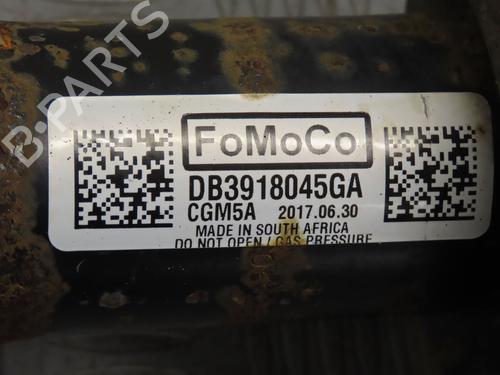 B-PARTS
FoMoCo
DB3918045GA
CGM5A 2017.06.30
MADE IN SOUTH AFRICA
DO NOT OPEN / GAS PRESSURE